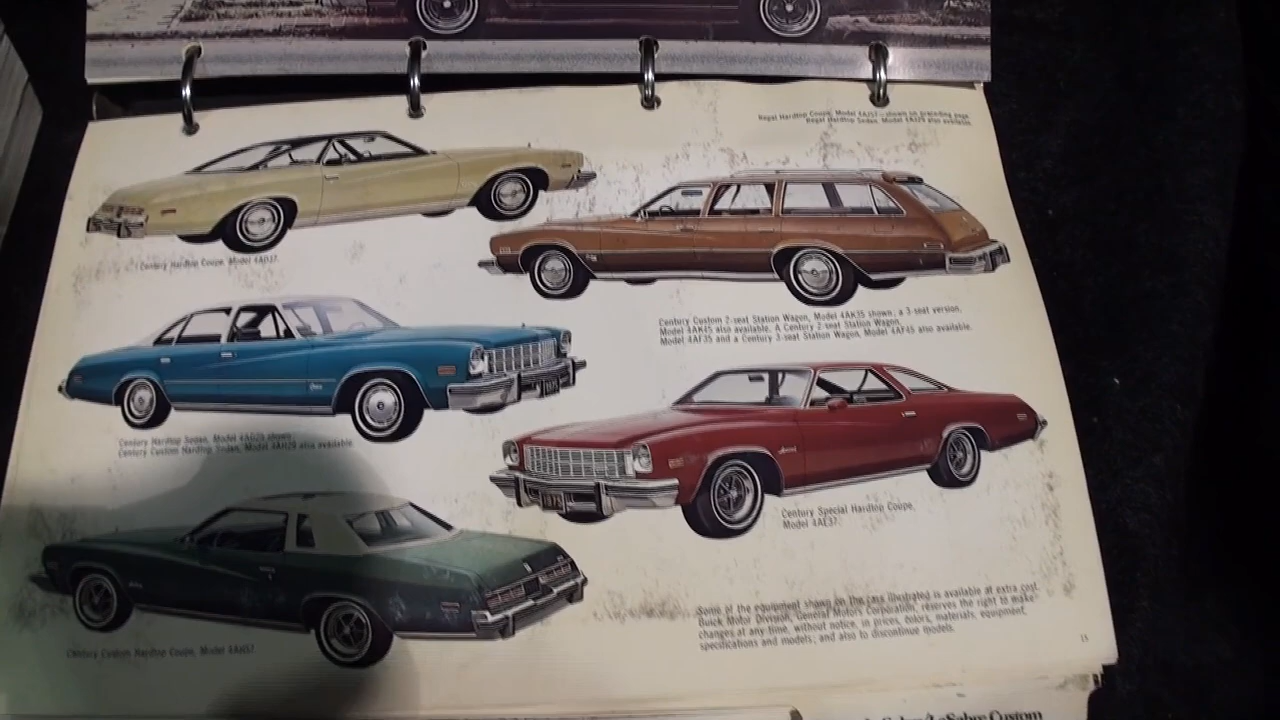 Regal Hardtop Coupe, Model 4AJ57—shown on preceding page.
Regal Hardtop Sedan, Model 4AJ29 also available.
Century Hardtop Coupe, Model 4AD37.
Century Custom 2-seat Station Wagon, Model 4AK35 shown; a 3-seat version,
Model 4AK45 also available. A Century 2-seat Station Wagon,
Model 4AF35 and a Century 3-seat Station Wagon, Model 4AF45 also available.
Century Hardtop Sedan, Model 4AD29 shown.
Century Custom Hardtop Sedan, Model 4AH29 also available.
Century Special Hardtop Coupe,
Model 4AE37.
Century Custom Hardtop Coupe, Model 4AH57.
Some of the equipment shown on the cars illustrated is available at extra cost.
Buick Motor Division, General Motors Corporation, reserves the right to make
changes at any time, without notice, in prices, colors, materials, equipment,
specifications and models; and also to discontinue models.
15
LeSabre/LeSabre Custom